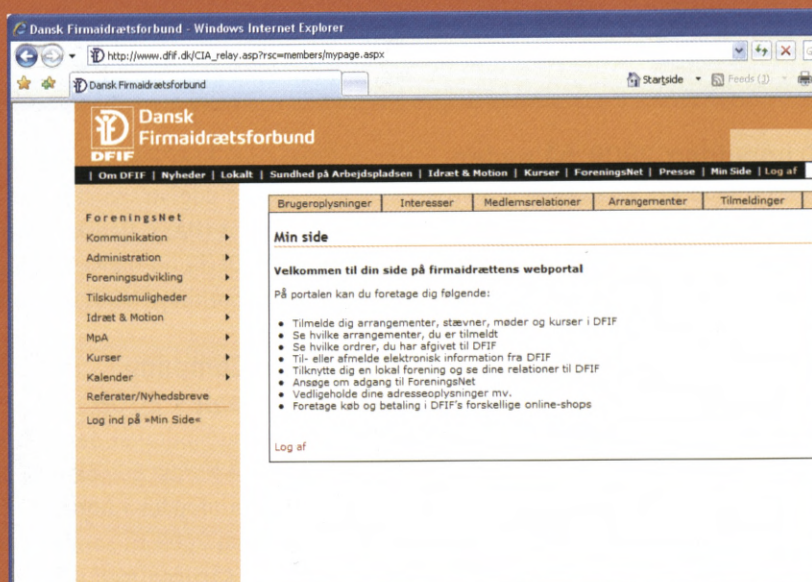 Dansk Firmaidrætsforbund - Windows Internet Explorer
http://www.dfif.dk/CIA_relay.asp?rsc=members/mypage.aspx
Dansk Firmaidrætsforbund
Startside
Feeds (J)
Dansk
Firmaidrætsforbund
DFIF
| Om DFIF | Nyheder | Lokalt | Sundhed på Arbejdspladsen | Idræt & Motion | Kurser | ForeningsNet | Presse | Min Side | Log af
Brugeroplysninger | Interesser | Medlemsrelationer | Arrangementer | Tilmeldinger
ForeningsNet
Kommunikation
Administration
Foreningsudvikling
Tilskudsmuligheder
Idræt & Motion
MpA
Kurser
Kalender
Referater/Nyhedsbreve
Log ind på »Min Side«
Min side
Velkommen til din side på firmaidrættens webportal
På portalen kan du foretage dig følgende:
• Tilmelde dig arrangementer, stævner, møder og kurser i DFIF
• Se hvilke arrangementer, du er tilmeldt
• Se hvilke ordrer, du har afgivet til DFIF
• Til- eller afmelde elektronisk information fra DFIF
• Tilknytte dig en lokal forening og se dine relationer til DFIF
• Ansøge om adgang til ForeningsNet
• Vedligeholde dine adresseoplysninger mv.
• Foretage køb og betaling i DFIF's forskellige online-shops
Log af